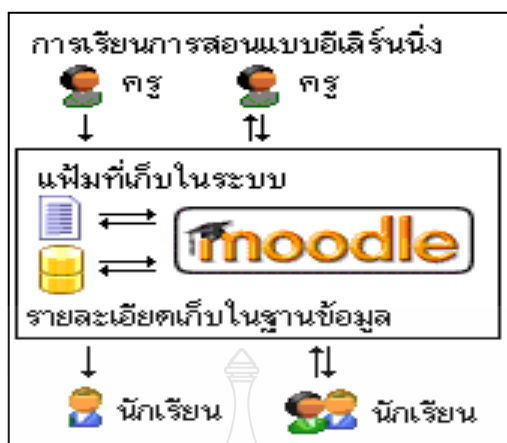 การเรียนการสอนแบบอีเลิร์นนิ่ง
ครู ครู
แฟ้มที่เก็บในระบบ
moodle
รายละเอียดเก็บในฐานข้อมูล
นักเรียน นักเรียน